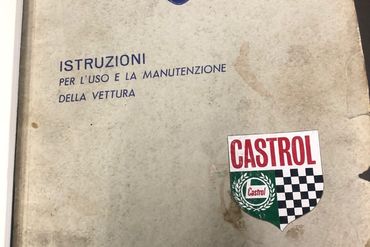 ISTRUZIONI
PER L'USO E LA MANUTENZIONE
DELLA VETTURA
CASTROL
Castrol